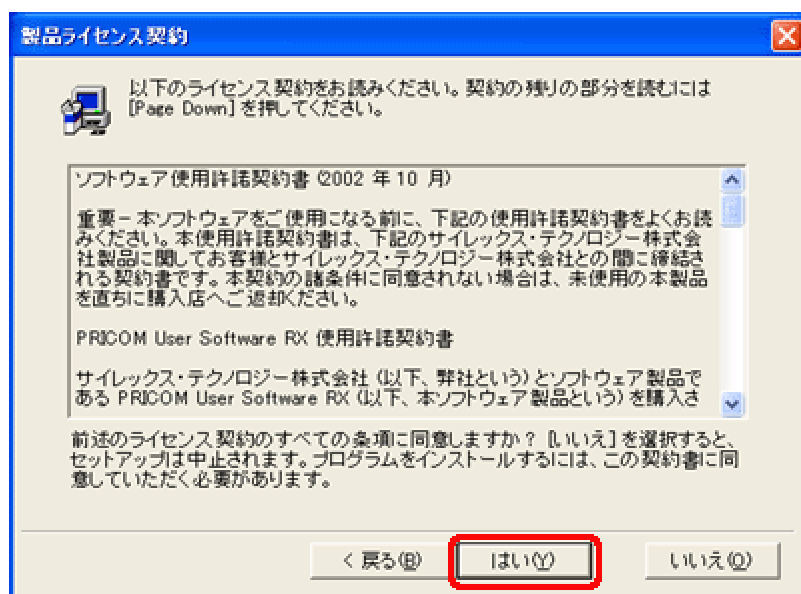 製品ライセンス契約
以下のライセンス契約をお読みください。契約の残りの部分を読むには
[Page Down] を押してください。
ソフトウェア使用許諾契約書 (2002 年 10 月)
重要 − 本ソフトウェアをご使用になる前に、下記の使用許諾契約書をよくお読
みください。本使用許諾契約書は、下記のサイレックス・テクノロジー株式会
社製品に関してお客様とサイレックス・テクノロジー株式会社との間に締結さ
れる契約書です。本契約の諸条件に同意されない場合は、未使用の本製品
を直ちに購入店へご返却ください。
PRICOM User Software RX 使用許諾契約書
サイレックス・テクノロジー株式会社 (以下、弊社という) とソフトウェア製品で
ある PRICOM User Software RX (以下、本ソフトウェア製品という) を購入さ
前述のライセンス契約のすべての条項に同意しますか？ [いいえ] を選択すると、
セットアップは中止されます。プログラムをインストールするには、この契約書に同
意していただく必要があります。
< 戻る(B)
はい(Y)
いいえ(O)